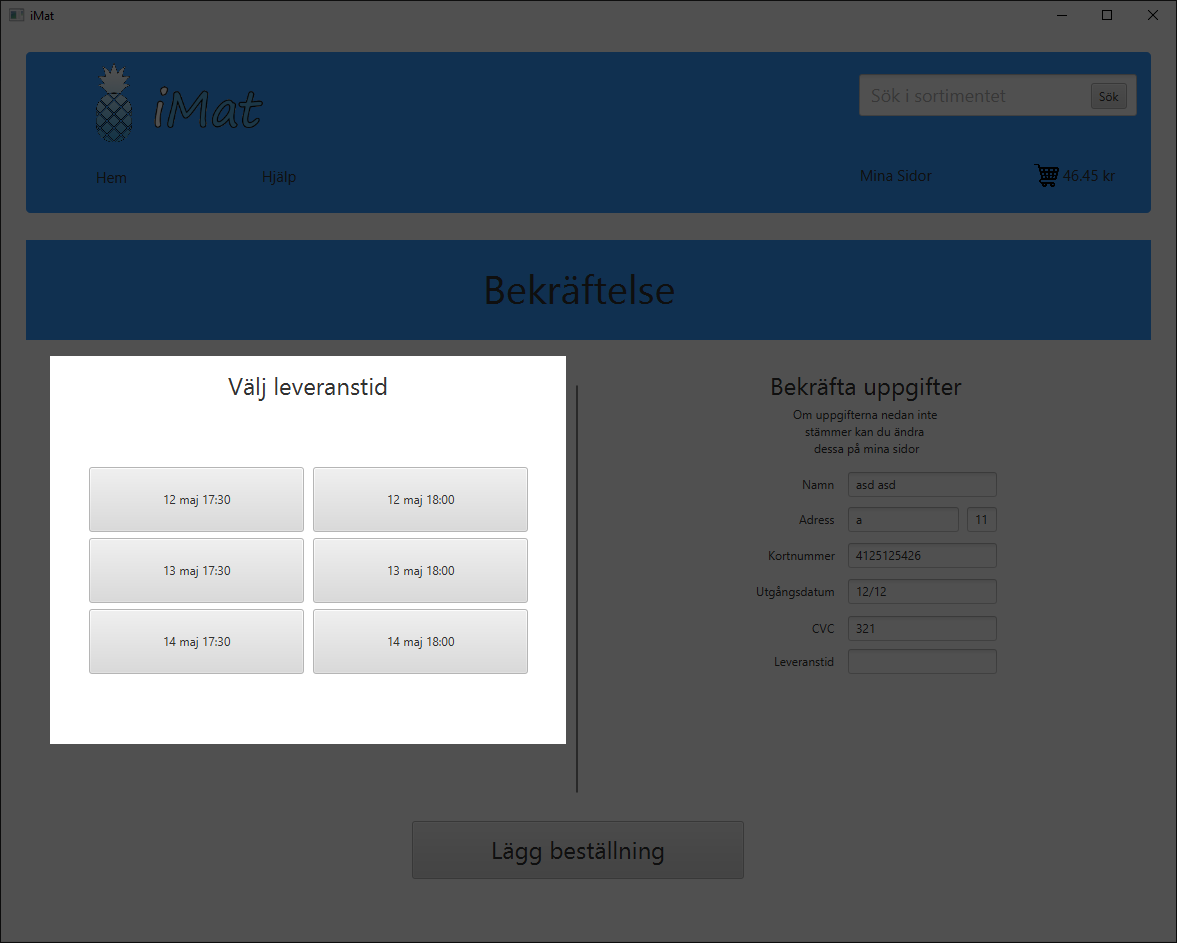 iMat
iMat
Sök i sortimentet
Sök
Hem
Hjälp
Mina Sidor
46.45 kr
Bekräftelse
Välj leveranstid
12 maj 17:30
12 maj 18:00
13 maj 17:30
13 maj 18:00
14 maj 17:30
14 maj 18:00
Bekräfta uppgifter
Om uppgifterna nedan inte
stämmer kan du ändra
dessa på mina sidor
Namn
asd asd
Adress
a
11
Kortnummer
4125125426
Utgångsdatum
12/12
CVC
321
Leveranstid
Lägg beställning